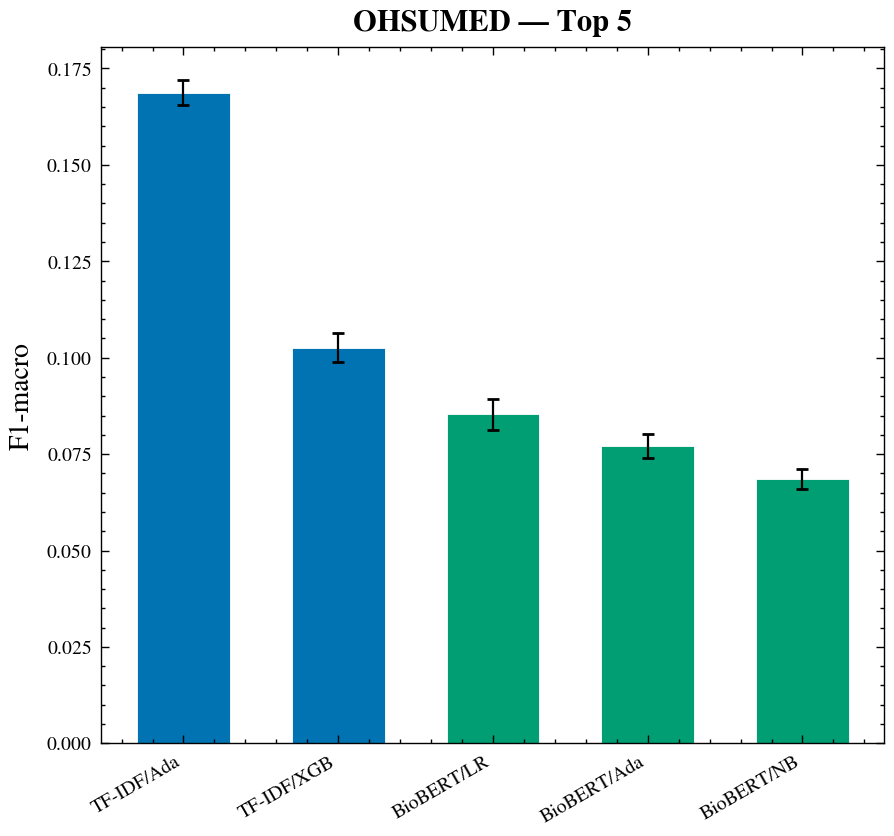 OHSUMED — Top 5
F1-macro
0.175
0.150
0.125
0.100
0.075
0.050
0.025
0.000
TF-IDF/Ada
TF-IDF/XGB
BioBERT/LR
BioBERT/Ada
BioBERT/NB